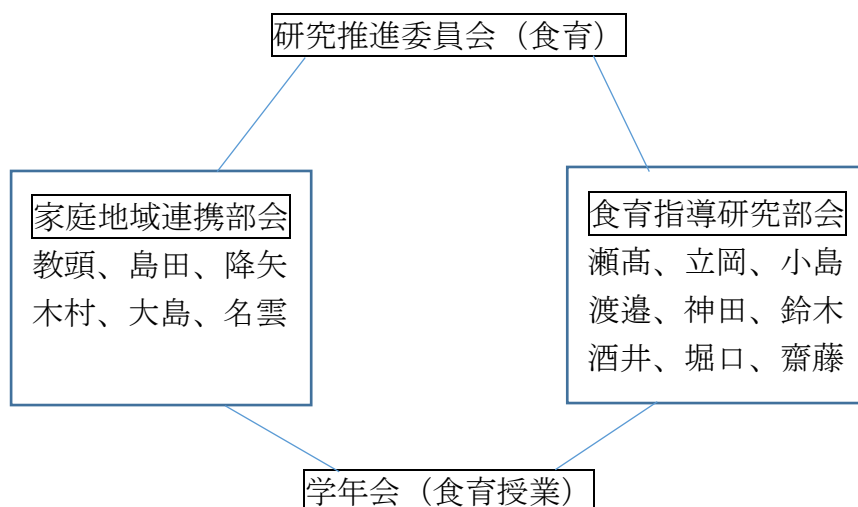 研究推進委員会（食育）
家庭地域連携部会
教頭、島田、降矢
木村、大島、名雲
食育指導研究部会
瀬髙、立岡、小島
渡邉、神田、鈴木
酒井、堀口、齋藤
学年会（食育授業）